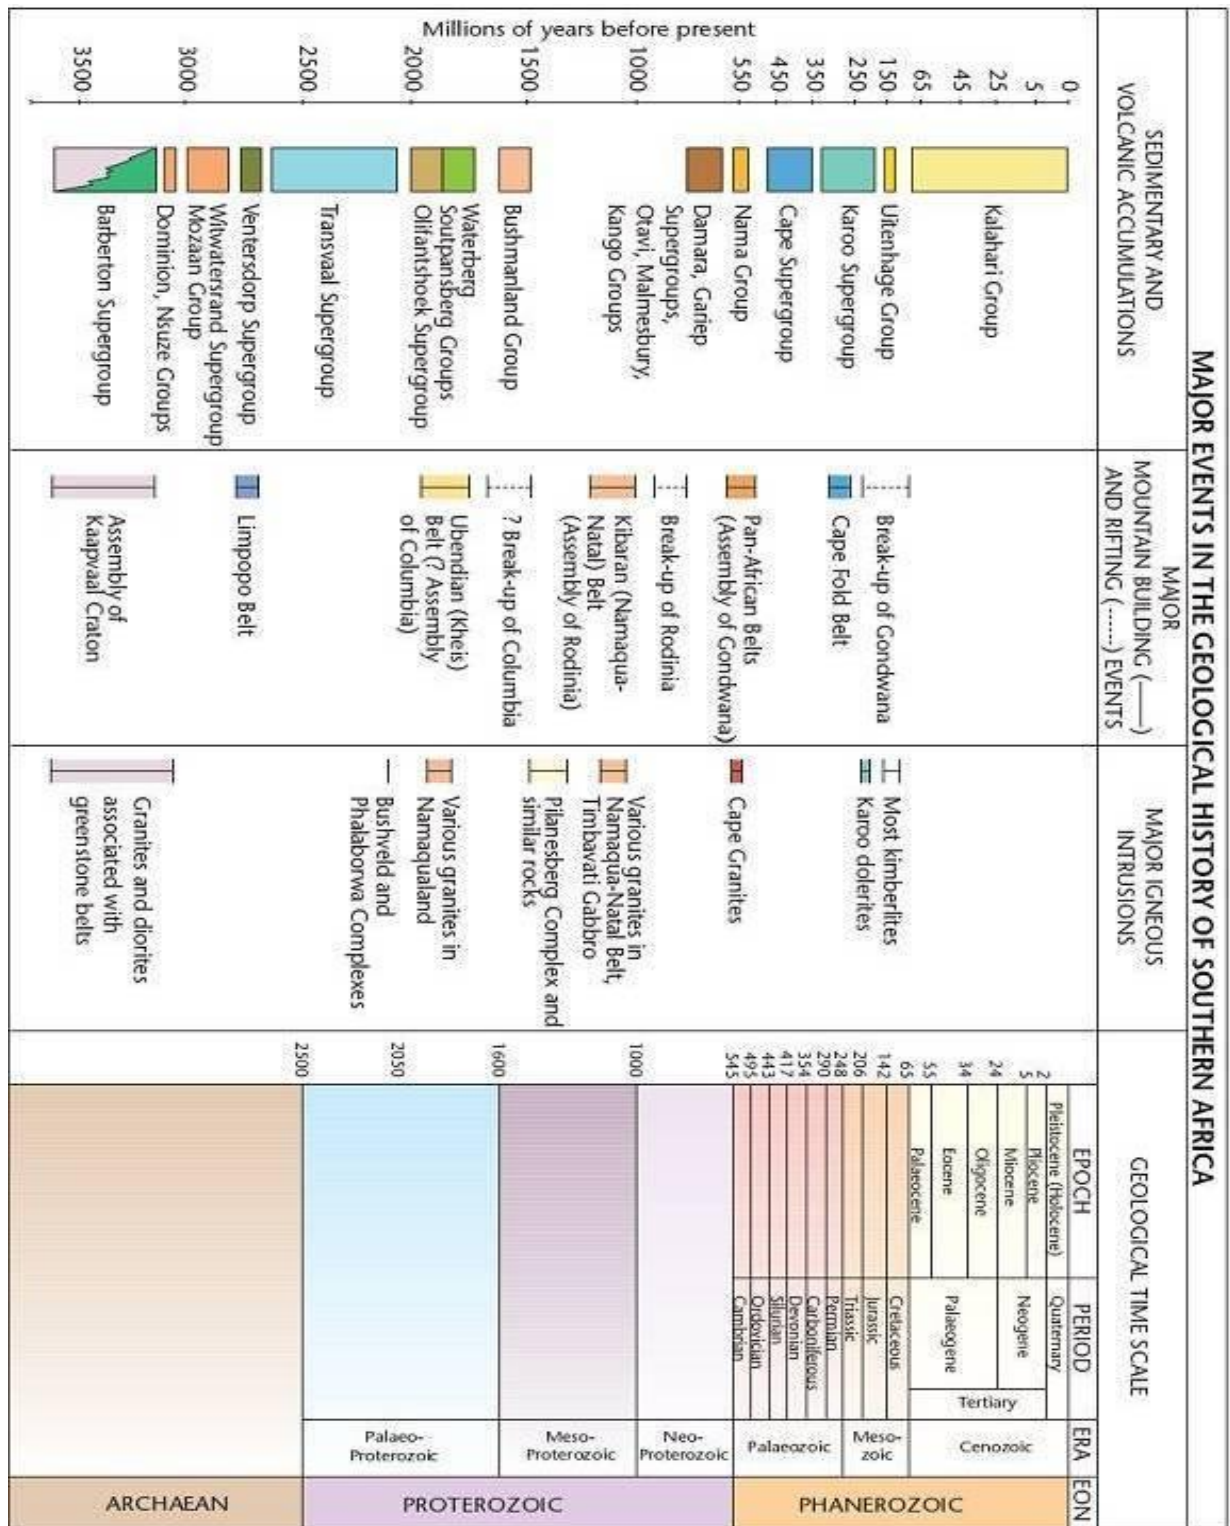 MAJOR EVENTS IN THE GEOLOGICAL HISTORY OF SOUTHERN AFRICA
SEDIMENTARY AND
VOLCANIC ACCUMULATIONS
MAJOR
MOUNTAIN BUILDING (——)
AND RIFTING (------) EVENTS
MAJOR IGNEOUS
INTRUSIONS
GEOLOGICAL TIME SCALE
EPOCH
PERIOD
ERA
EON
Millions of years before present
0
5
25
45
65
150
250
350
450
550
1000
15000
2000
25000
3000
35000
Kalahari Group
Uitenhage Group
Karoo Supergroup
Cape Supergroup
Nama Group
Damara, Gariep
Supergroups,
Otavi, Malmesbury,
Kango Groups
Bushmanland Group
Waterberg
Soutpansberg Groups
Olifantshoek Supergroup
Transvaal Supergroup
Ventersdorp Supergroup
Witwatersrand Supergroup
Mozaan Group
Dominion, Nsuze Groups
Barberton Supergroup
Break-up of Gondwana
Cape Fold Belt
Pan-African Belts
(Assembly of Gondwana)
Break-up of Rodinia
Kibaran (Namaqua-
Natal) Belt
(Assembly of Rodinia)
? Break-up of Columbia
Ubendian (Kheis)
Belt (? Assembly
of Columbia)
Limpopo Belt
Assembly of
Kaapvaal Craton
Most kimberlites
Karoo dolerites
Cape Granites
Various granites in
Namaqua-Natal Belt,
Timbavati Gabbro
Pilanesberg Complex and
similar rocks
Various granites in
Namaqualand
Bushveld and
Phalaborwa Complexes
Granites and diorites
associated with
greenstone belts
2
5
24
34
55
65
142
206
248
290
354
417
443
495
545
1000
1600
2050
2500
Pleistocene (Holocene)
Pliocene
Miocene
Oligocene
Eocene
Palaeocene
Quaternary
Neogene
Palaeogene
Tertiary
Cretaceous
Jurassic
Triassic
Permian
Carboniferous
Devonian
Silurian
Ordovician
Cambrian
Cenozoic
Meso-
zoic
Palaeozoic
Neo-
Proterozoic
Meso-
Proterozoic
Palaeo-
Proterozoic
PHANEROZOIC
PROTEROZOIC
ARCHAEAN